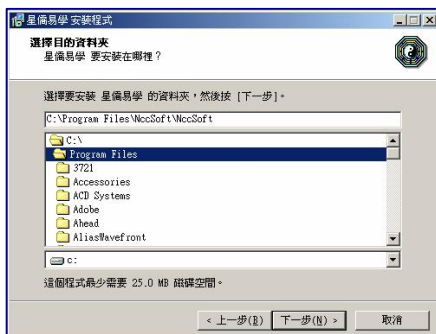 星僑易學 安裝程式
選擇目的資料夾
星僑易學 要安裝在哪裡？
選擇要安裝 星僑易學 的資料夾，然後按 [下一步]。
C:\Program Files\NccSoft\NccSoft
C:\
Program Files
3721
Accessories
ACD Systems
Adobe
Ahead
AliasWavefront
c:
這個程式最少需要 25.0 MB 磁碟空間。
< 上一步(B)
下一步(N) >
取消